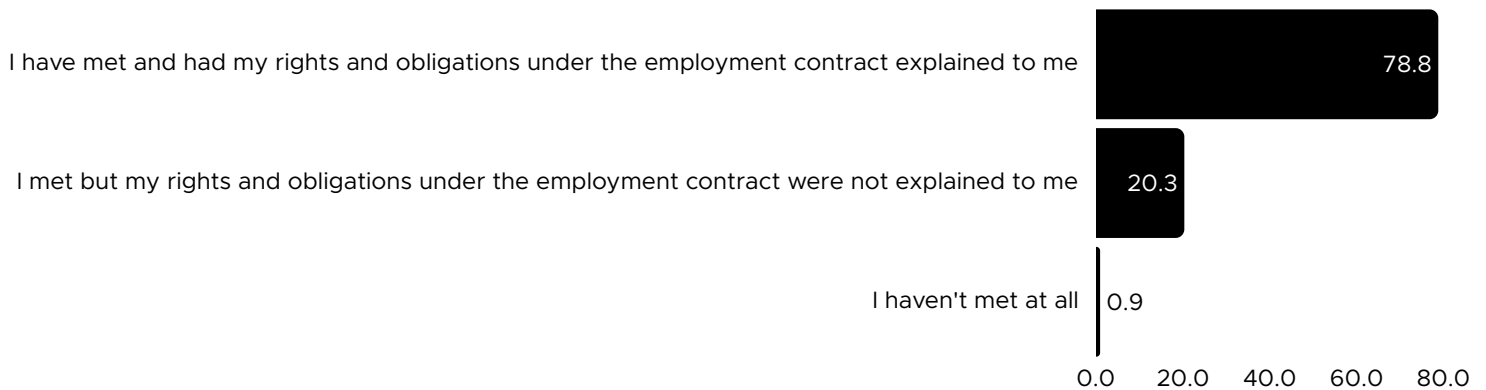 I have met and had my rights and obligations under the employment contract explained to me
78.8
I met but my rights and obligations under the employment contract were not explained to me
20.3
I haven't met at all
0.9
0.0 20.0 40.0 60.0 80.0